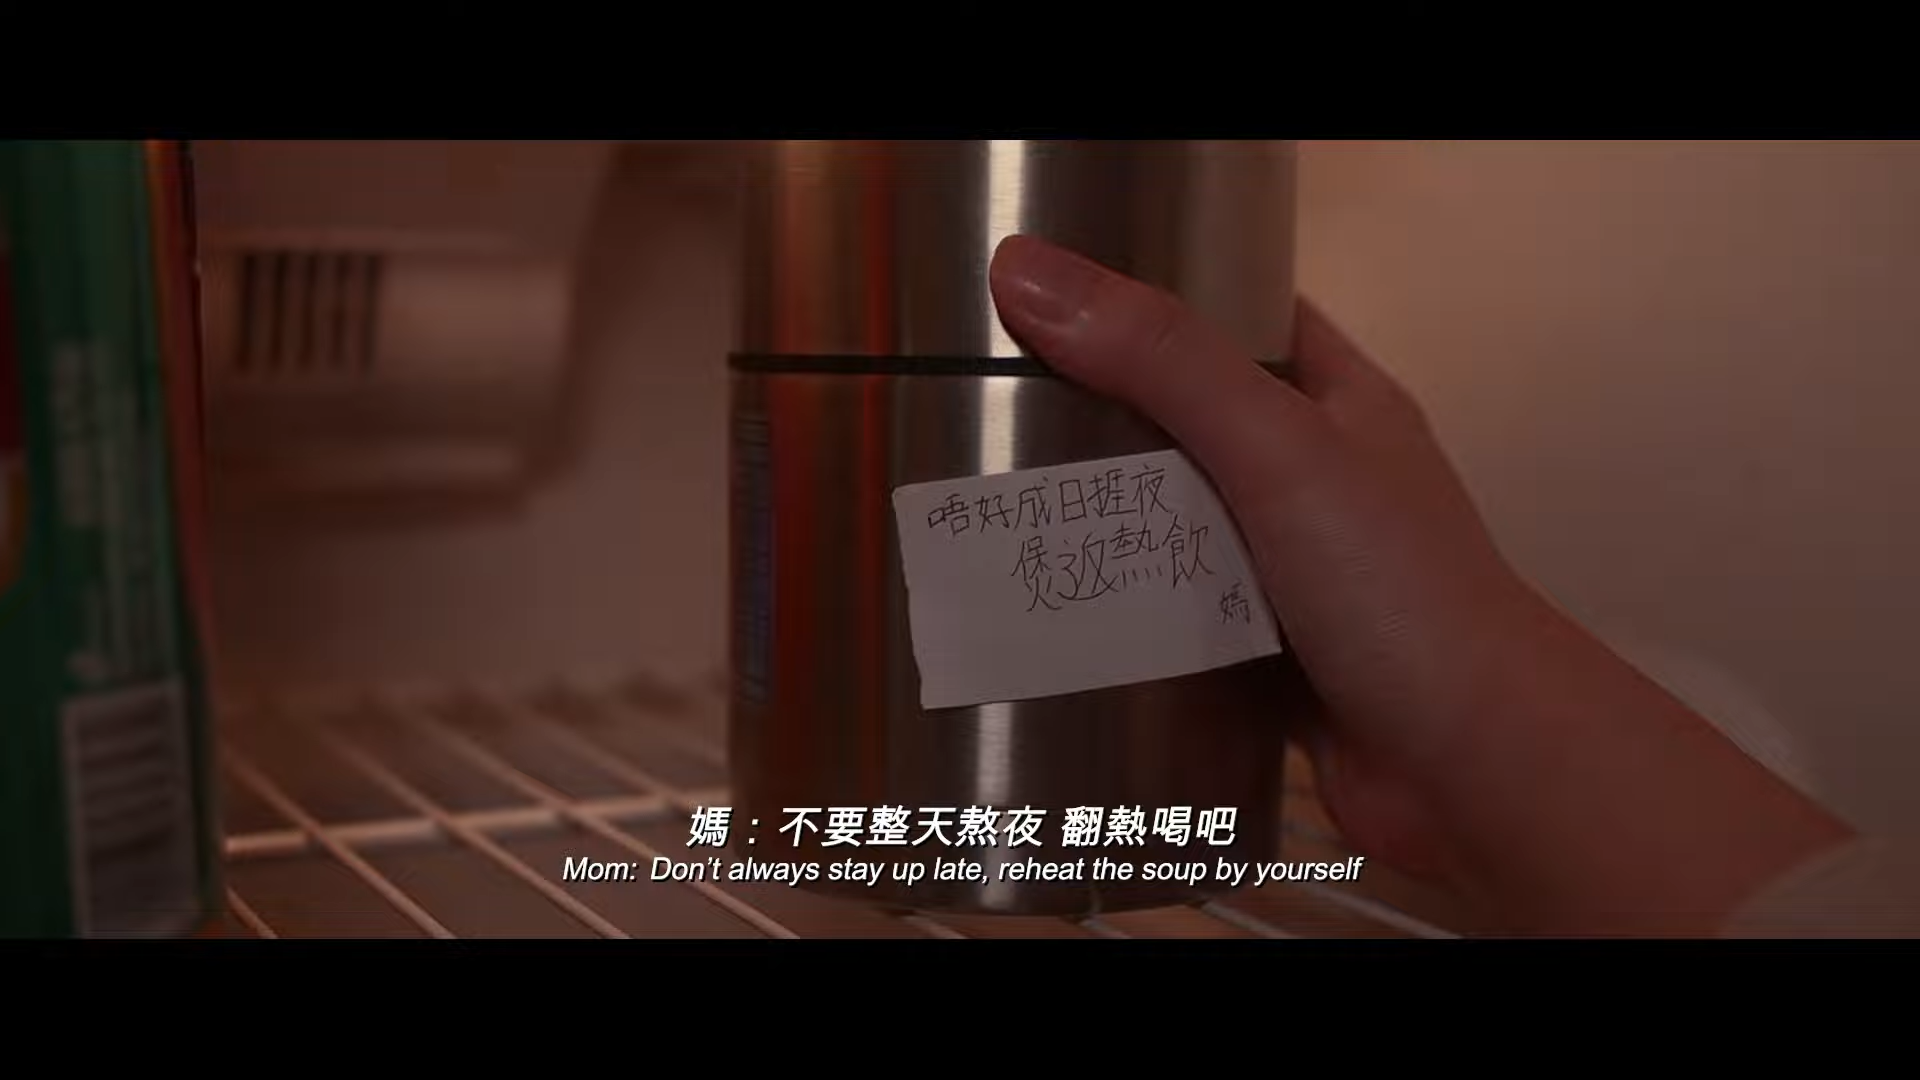 唔好成日捱夜
煲返熱飲
媽
媽：不要整天熬夜 翻熱喝吧
Mom: Don't always stay up late, reheat the soup by yourself